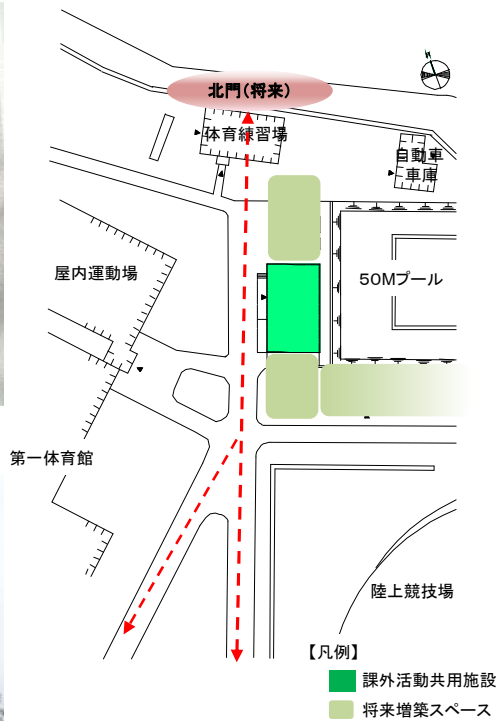 N
北門(将来)
体育練習場
自動車
車庫
屋内運動場
50Mプール
第一体育館
陸上競技場
【凡例】
課外活動共用施設
将来増築スペース